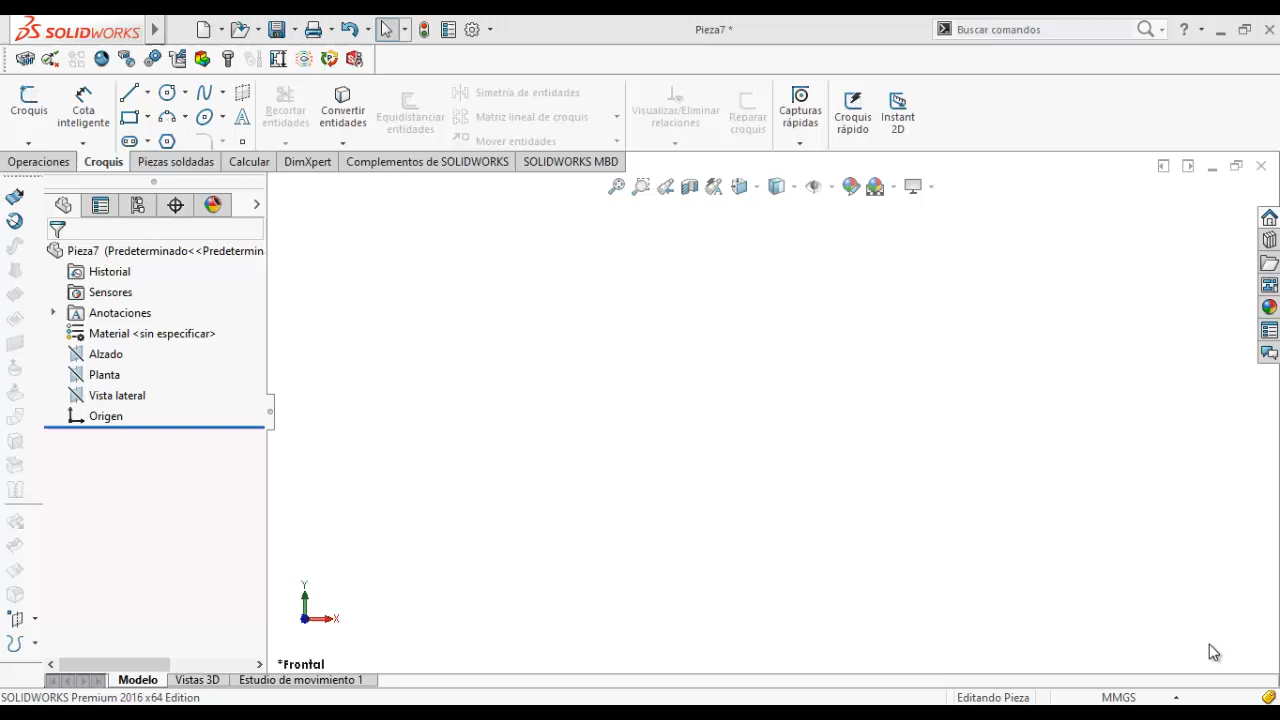 SOLIDWORKS
Pieza7 *
Buscar comandos
?
Croquis
Cota inteligente
Recortar entidades
Convertir entidades
Equidistanciar entidades
Simetría de entidades
Matriz lineal de croquis
Mover entidades
Visualizar/Eliminar relaciones
Reparar croquis
Capturas rápidas
Croquis rápido
Instant 2D
Operaciones
Croquis
Piezas soldadas
Calcular
DimXpert
Complementos de SOLIDWORKS
SOLIDWORKS MBD
Pieza7 (Predeterminado<<Predetermin
Historial
Sensores
Anotaciones
Material <sin especificar>
Alzado
Planta
Vista lateral
Origen
Y
X
*Frontal
Modelo
Vistas 3D
Estudio de movimiento 1
SOLIDWORKS Premium 2016 x64 Edition
Editando Pieza
MMGS